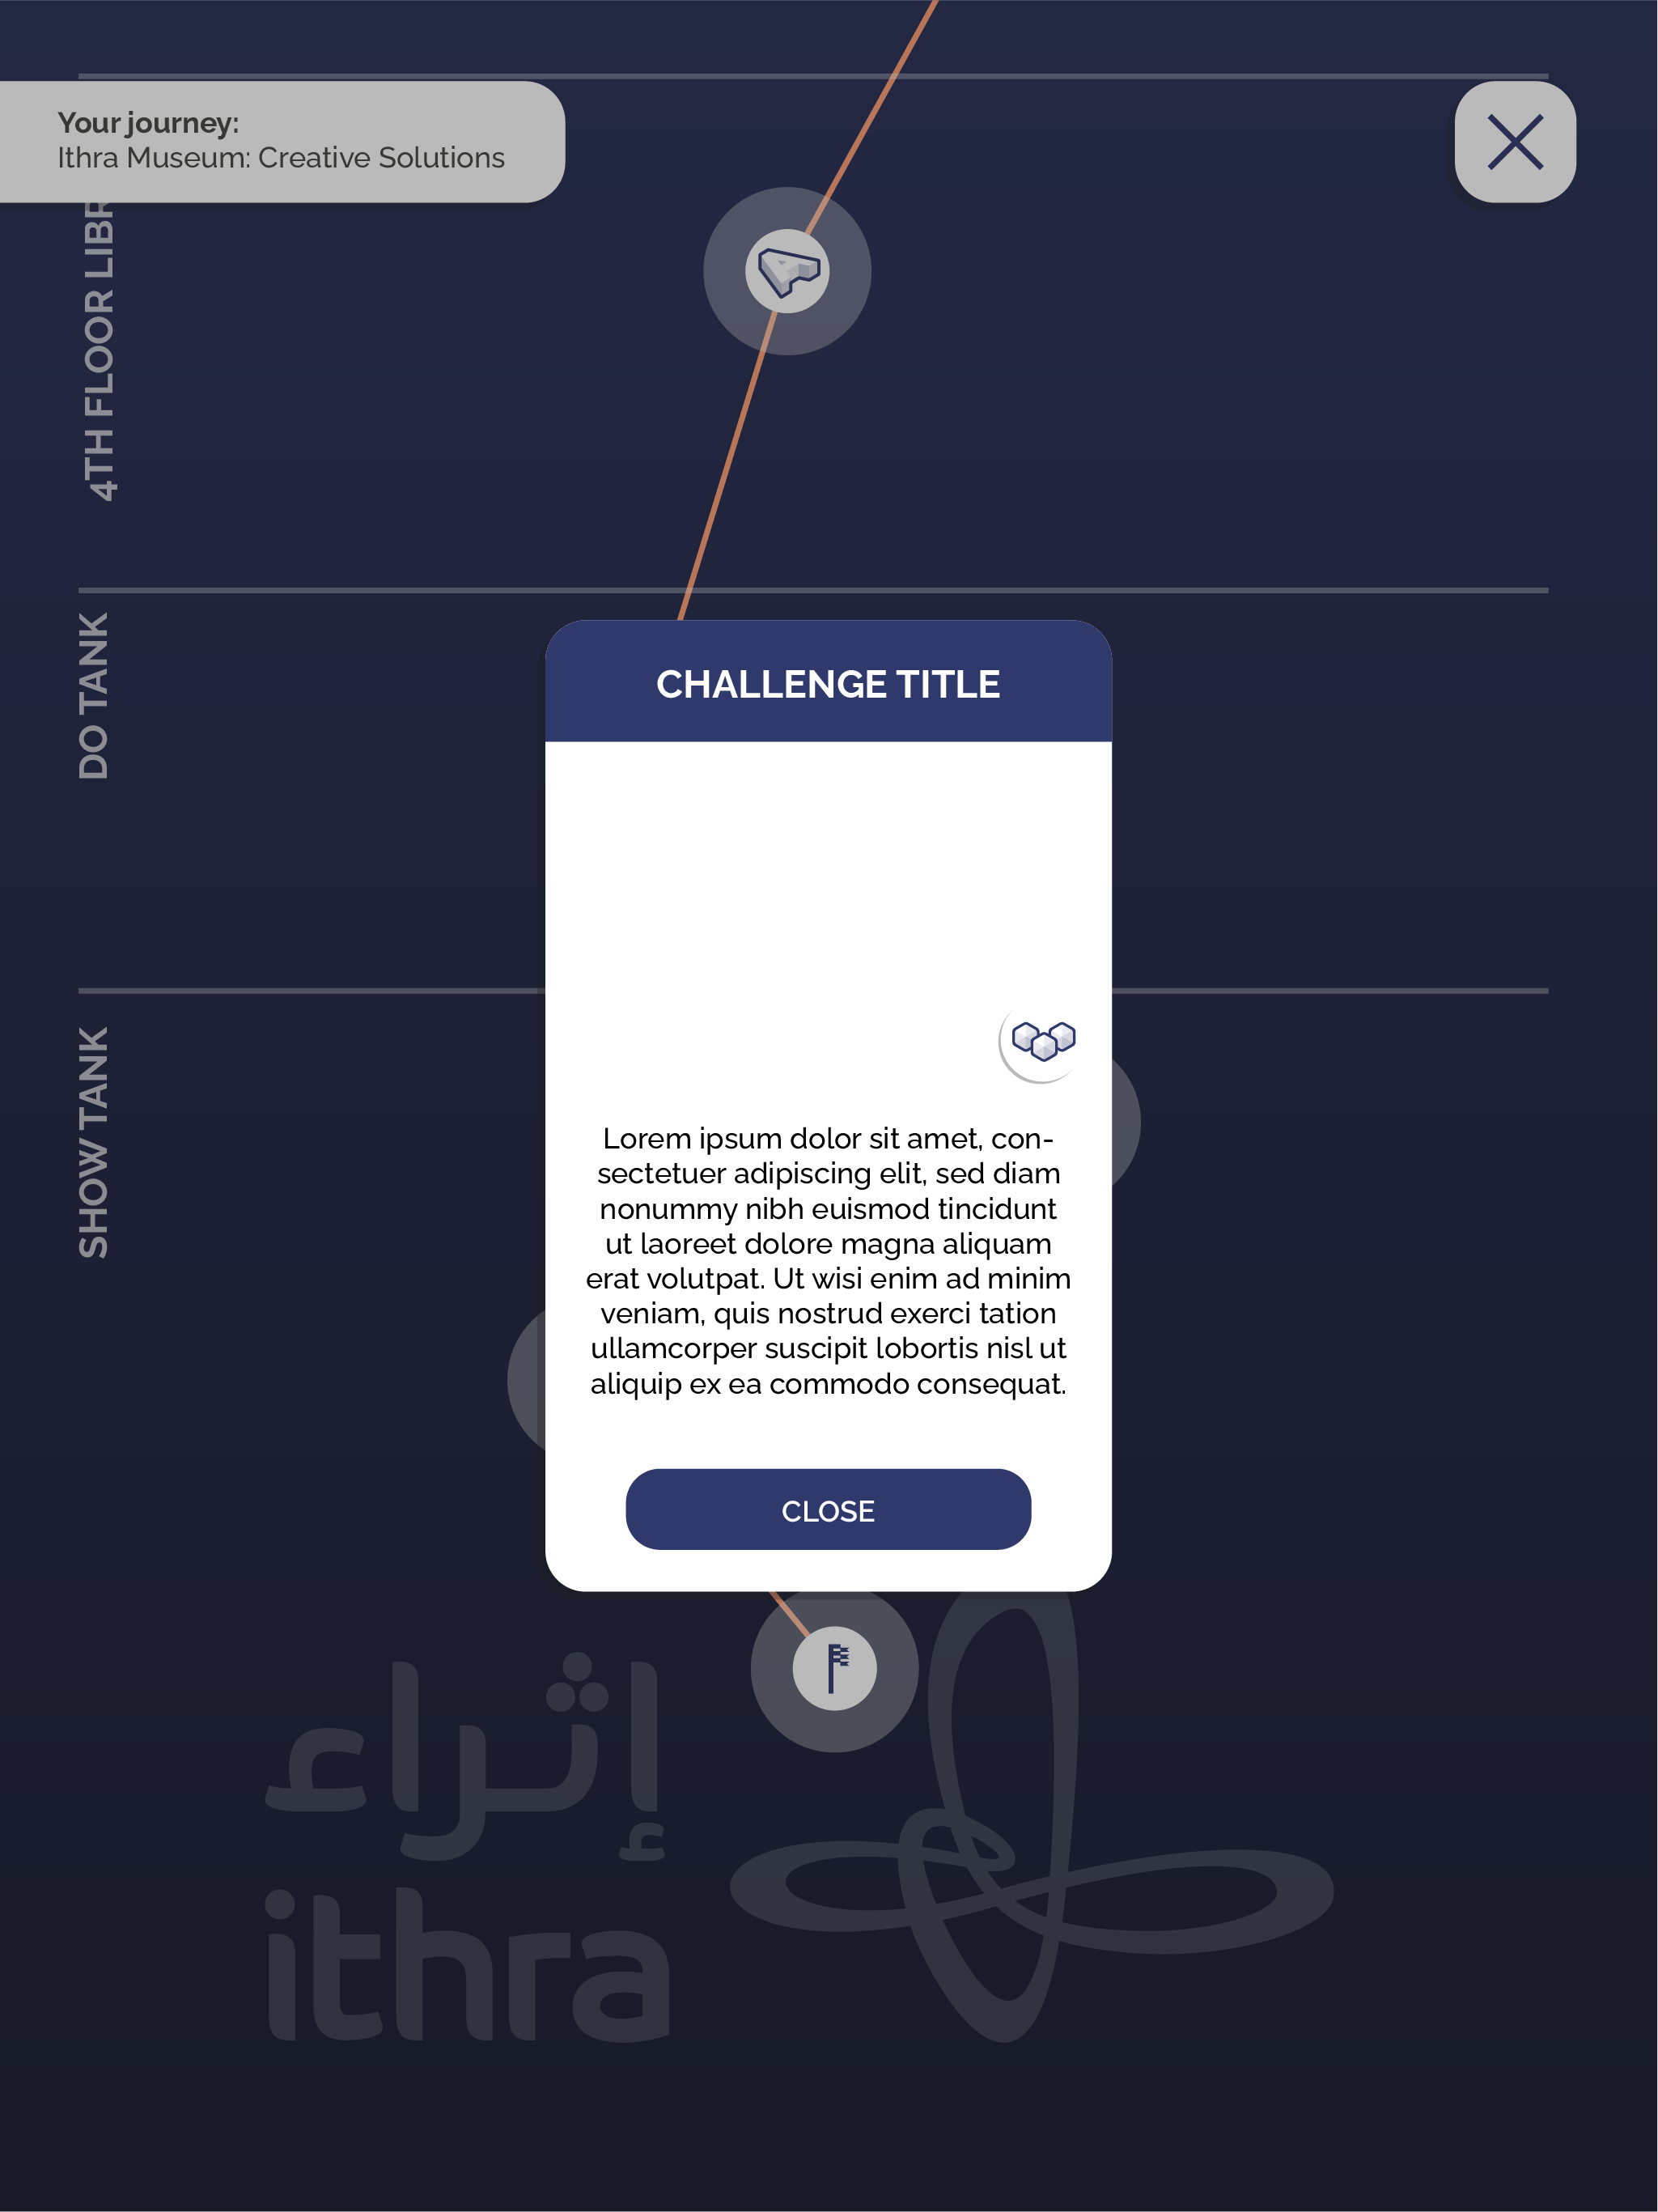 Your journey:
Ithra Museum: Creative Solutions
4TH FLOOR LIBR
DO TANK
SHOW TANK
CHALLENGE TITLE
Lorem ipsum dolor sit amet, con-
sectetuer adipiscing elit, sed diam
nonummy nibh euismod tincidunt
ut laoreet dolore magna aliquam
erat volutpat. Ut wisi enim ad minim
veniam, quis nostrud exerci tation
ullamcorper suscipit lobortis nisl ut
aliquip ex ea commodo consequat.
CLOSE
إثراء
ithra